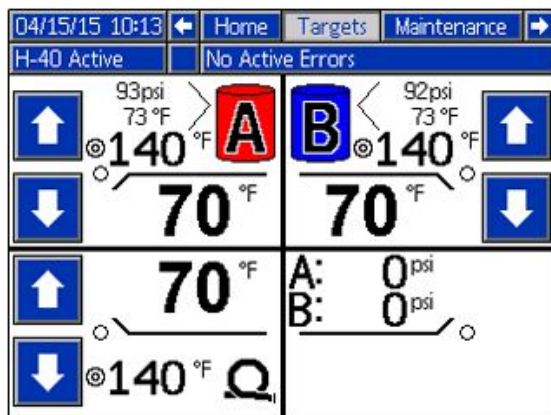 04/15/15 10:13 Home Targets Maintenance
H-40 Active No Active Errors
93psi
73 °F
140 °F
A
70 °F
B
92psi
73 °F
140 °F
70 °F
70 °F
140 °F
A: 0psi
B: 0psi